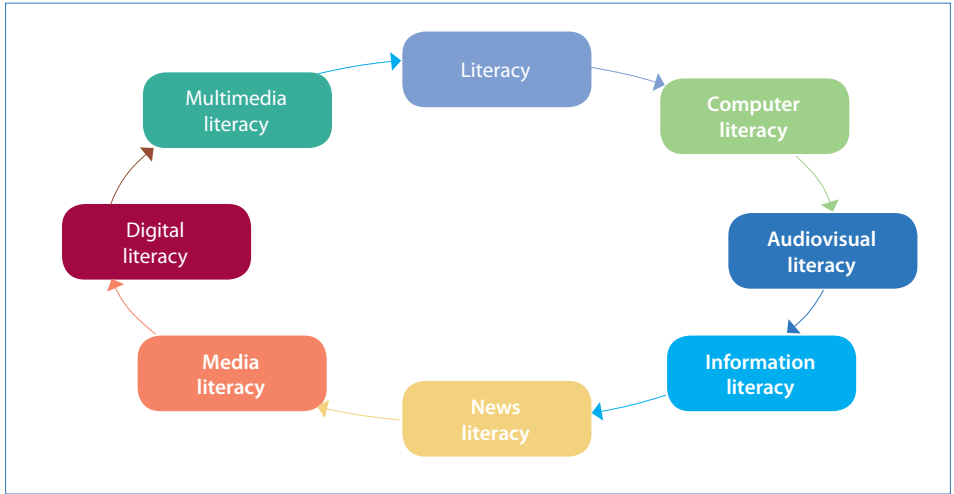 Literacy
Computer
literacy
Audiovisual
literacy
Information
literacy
News
literacy
Media
literacy
Digital
literacy
Multimedia
literacy